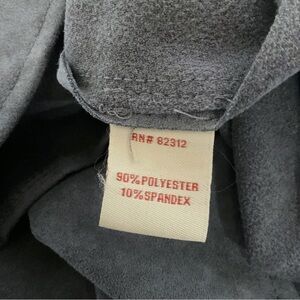 RN# 82312
90%POLYESTER
10%SPANDEX